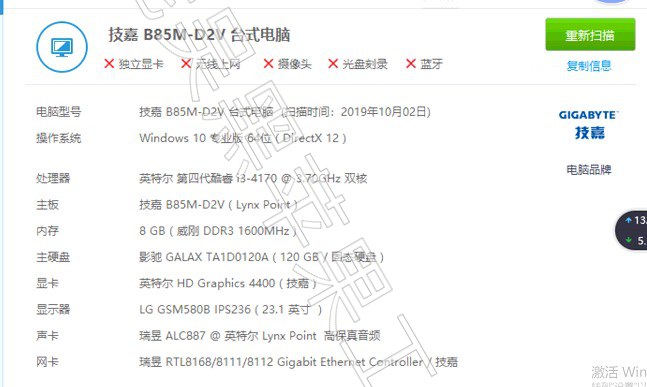 技嘉 B85M-D2V 台式电脑
重新扫描
独立显卡 无线上网 摄像头 光盘刻录 蓝牙
复制信息
电脑型号 技嘉 B85M-D2V 台式电脑 (扫描时间:2019年10月02日)
操作系统 Windows 10 专业版 64位 ( DirectX 12 )
GIGABYTE™
技嘉
电脑品牌
处理器 英特尔 第四代酷睿 i3-4170 @ 3.70GHz 双核
主板 技嘉 B85M-D2V ( Lynx Point )
内存 8 GB ( 威刚 DDR3 1600MHz )
主硬盘 影驰 GALAX TA1D0120A ( 120 GB / 固态硬盘 )
显卡 英特尔 HD Graphics 4400 ( 技嘉 )
显示器 LG GSM580B IPS236 ( 23.1 英寸 )
声卡 瑞昱 ALC887 @ 英特尔 Lynx Point 高保真音频
网卡 瑞昱 RTL8168/8111/8112 Gigabit Ethernet Controller / 技嘉
13.
5.
激活 Win
黑苹果